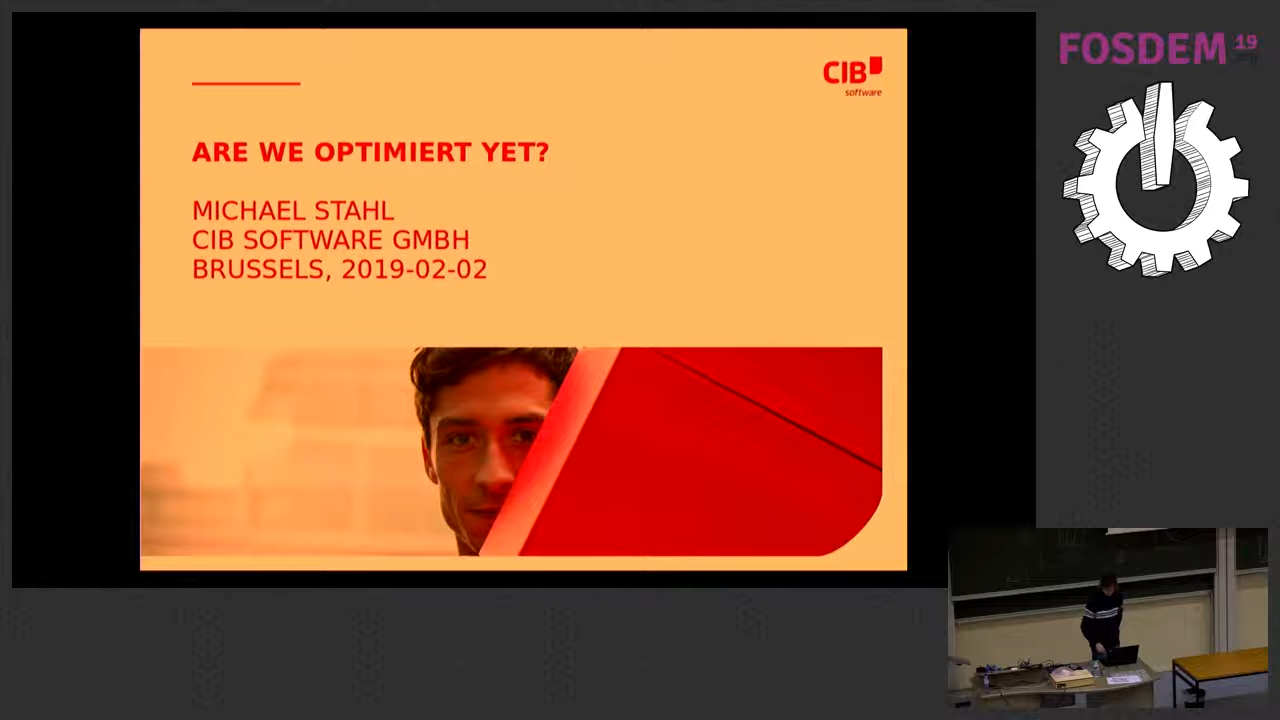 CIB
software
ARE WE OPTIMIERT YET?
MICHAEL STAHL
CIB SOFTWARE GMBH
BRUSSELS, 2019-02-02
FOSDEM 19